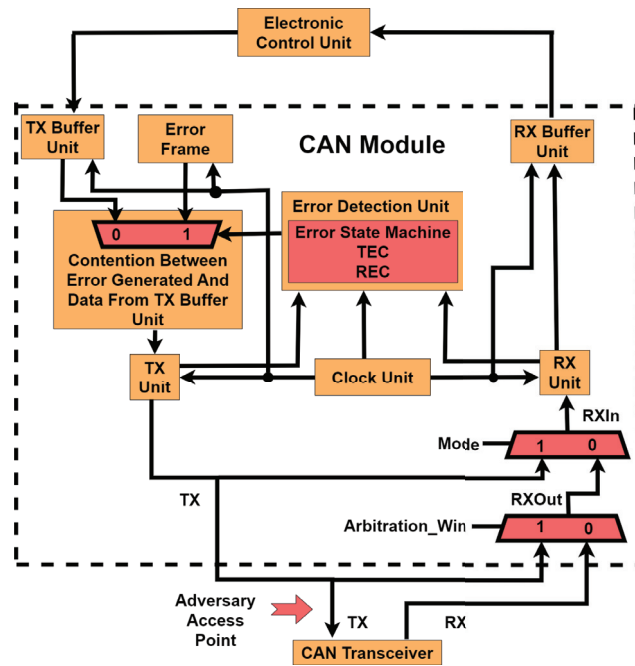 Electronic
Control Unit
TX Buffer
Unit
Error
Frame
CAN Module
RX Buffer
Unit
0 1
Contention Between
Error Generated And
Data From TX Buffer
Unit
Error Detection Unit
Error State Machine
TEC
REC
TX
Unit
Clock Unit
RX
Unit
RXIn
Mode
1 0
TX
RXOut
Arbitration_Win
1 0
Adversary
Access
Point
TX
RX
CAN Transceiver